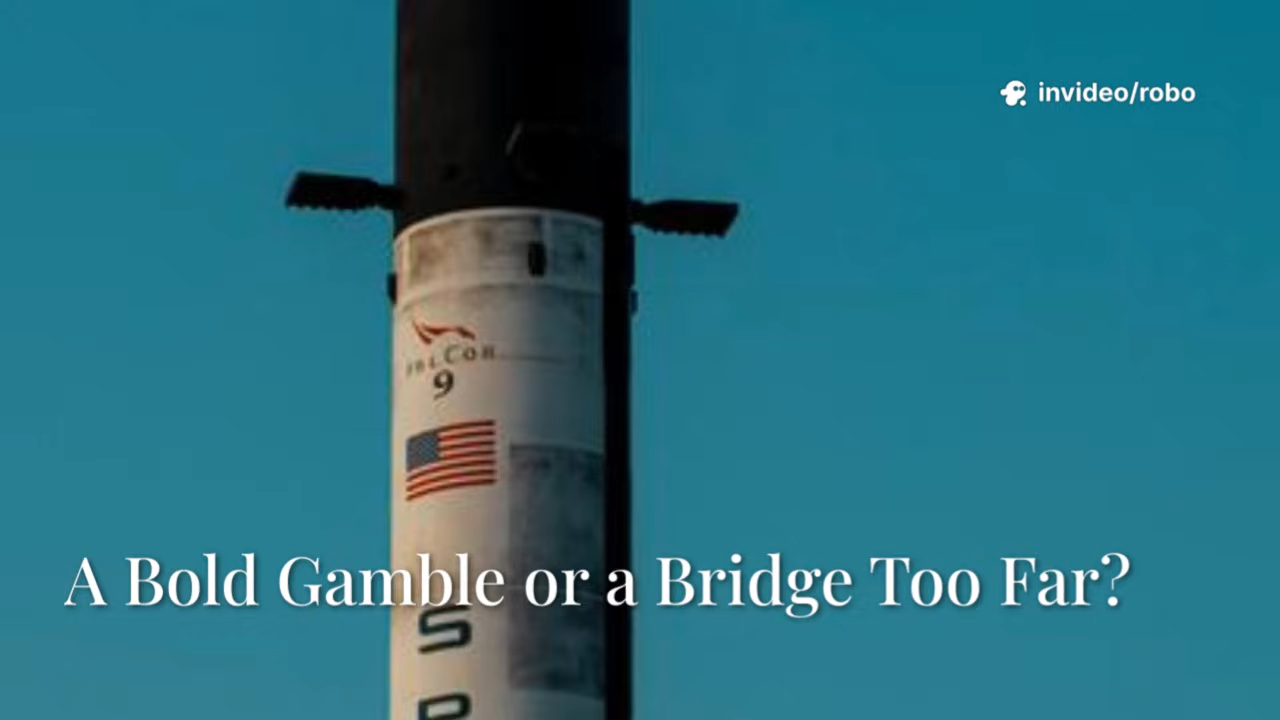 invideo/robo
FALCON
9
A Bold Gamble or a Bridge Too Far?
S
P